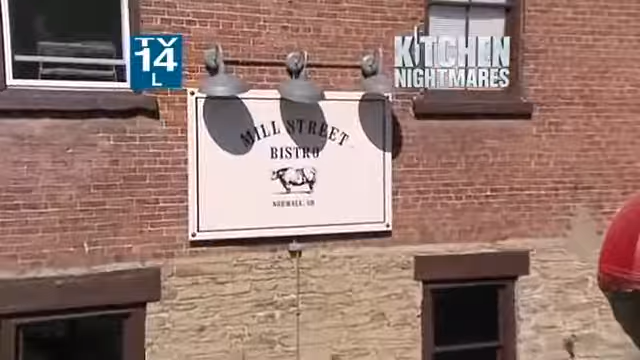 TV
14
L
KITCHEN
NIGHTMARES
MILL STREET
BISTRO
NORWALK, OH